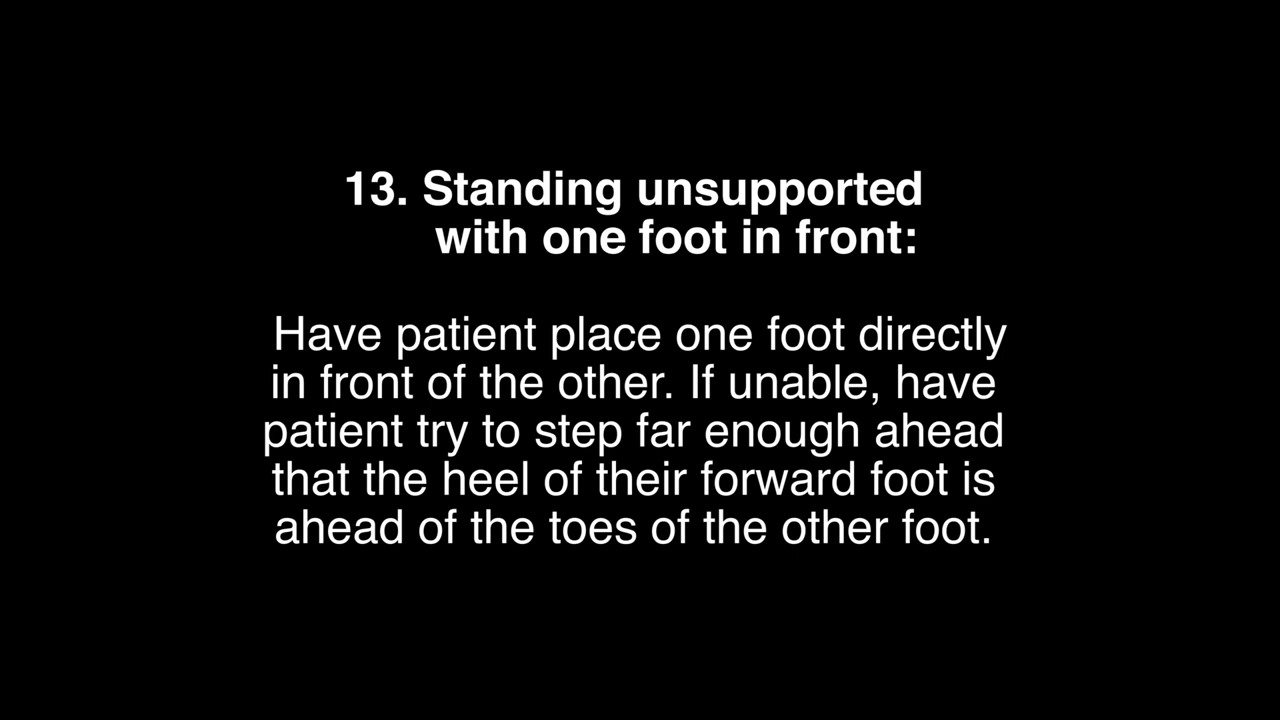 13. Standing unsupported
with one foot in front:
Have patient place one foot directly
in front of the other. If unable, have
patient try to step far enough ahead
that the heel of their forward foot is
ahead of the toes of the other foot.